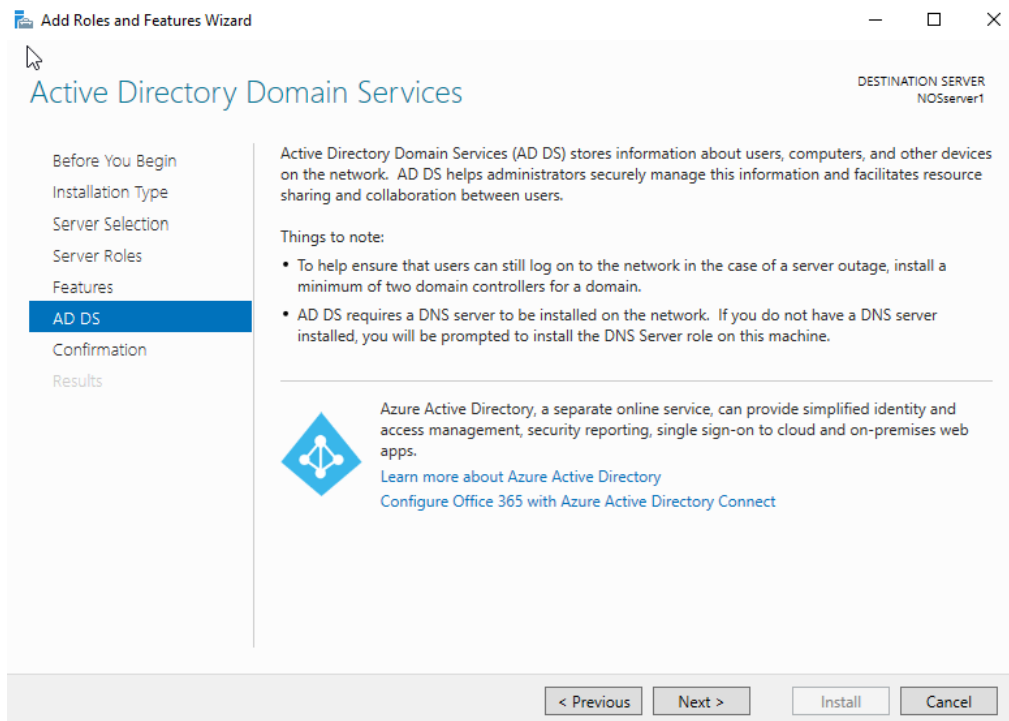 Add Roles and Features Wizard
Active Directory Domain Services
DESTINATION SERVER
NOSserver1
Before You Begin
Installation Type
Server Selection
Server Roles
Features
AD DS
Confirmation
Results
Active Directory Domain Services (AD DS) stores information about users, computers, and other devices
on the network. AD DS helps administrators securely manage this information and facilitates resource
sharing and collaboration between users.
Things to note:
• To help ensure that users can still log on to the network in the case of a server outage, install a
minimum of two domain controllers for a domain.
• AD DS requires a DNS server to be installed on the network. If you do not have a DNS server
installed, you will be prompted to install the DNS Server role on this machine.
Azure Active Directory, a separate online service, can provide simplified identity and
access management, security reporting, single sign-on to cloud and on-premises web
apps.
Learn more about Azure Active Directory
Configure Office 365 with Azure Active Directory Connect
< Previous
Next >
Install
Cancel